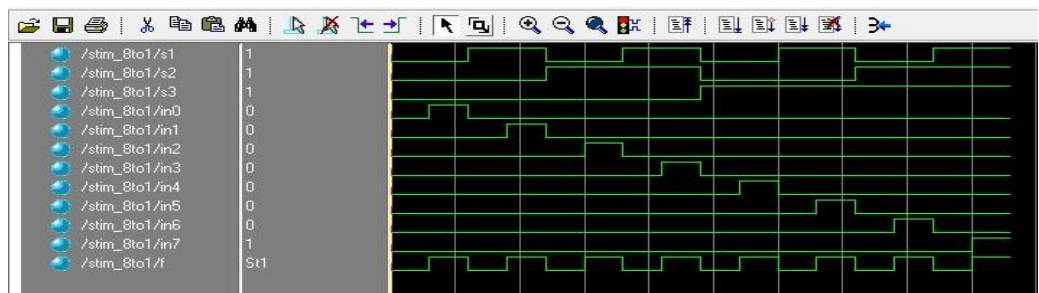 /stim_8to1/s1 1
/stim_8to1/s2 1
/stim_8to1/s3 1
/stim_8to1/in0 0
/stim_8to1/in1 0
/stim_8to1/in2 0
/stim_8to1/in3 0
/stim_8to1/in4 0
/stim_8to1/in5 0
/stim_8to1/in6 0
/stim_8to1/in7 1
/stim_8to1/f St1